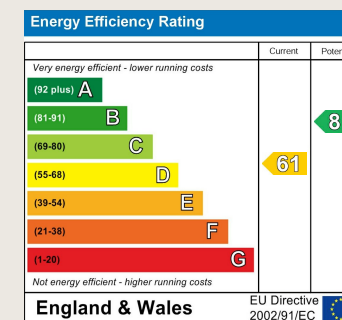 Energy Efficiency Rating
Current
Very energy efficient - lower running costs
(92 plus) A
(81-91) B
(69-80) C
(55-68) D
(39-54) E
(21-38) F
(1-20) G
61
Not energy efficient - higher running costs
England & Wales
EU Directive
2002/91/EC